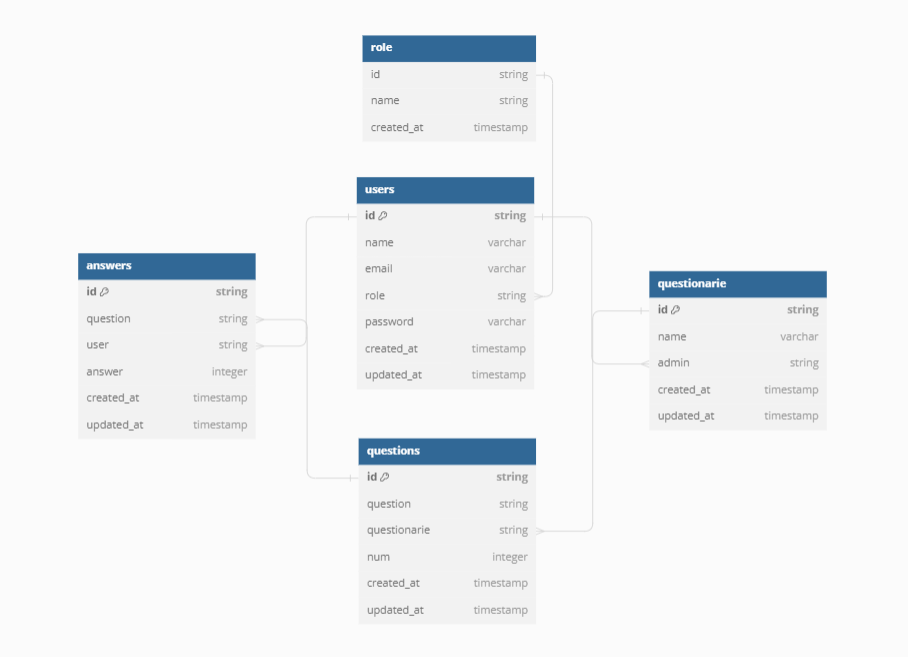 role
id string
name string
created_at timestamp
users
id string
name varchar
email varchar
role string
password varchar
created_at timestamp
updated_at timestamp
answers
id string
question string
user string
answer integer
created_at timestamp
updated_at timestamp
questionarie
id string
name varchar
admin string
created_at timestamp
updated_at timestamp
questions
id string
question string
questionarie string
num integer
created_at timestamp
updated_at timestamp